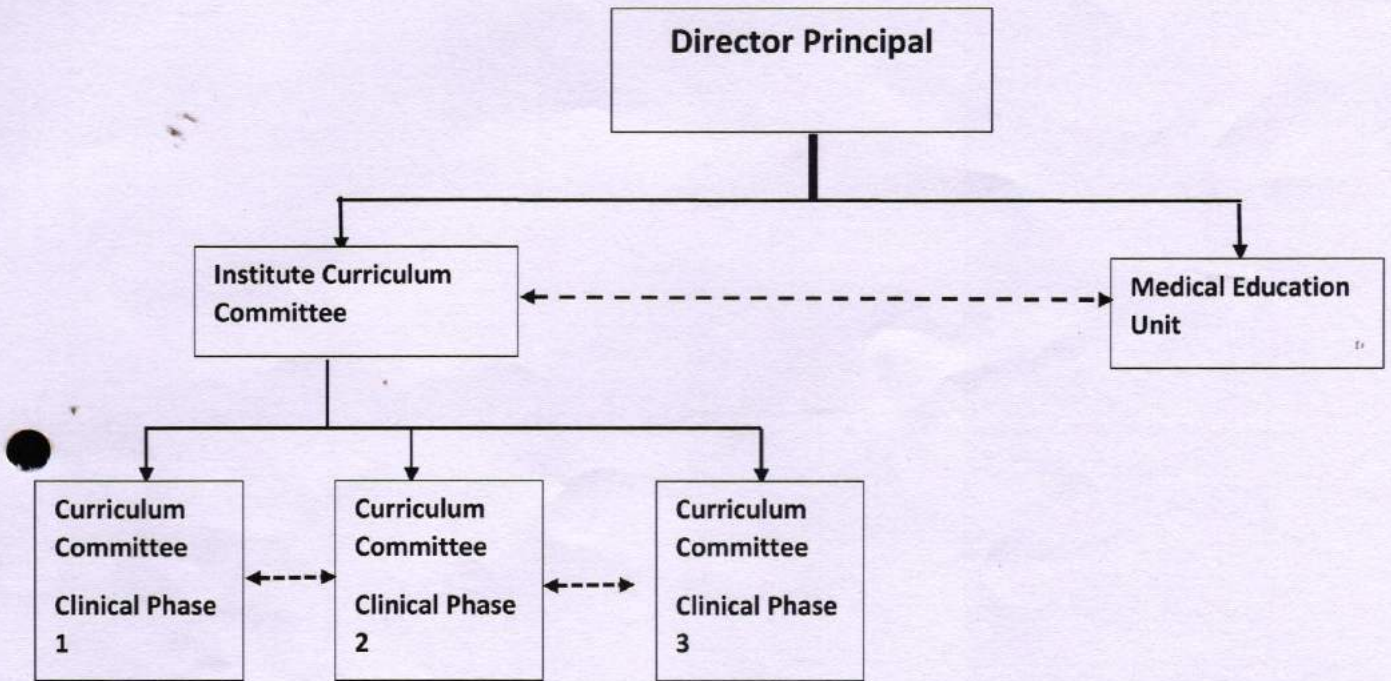 Director Principal
Institute Curriculum
Committee
Medical Education
Unit
Curriculum
Committee
Clinical Phase
1
Curriculum
Committee
Clinical Phase
2
Curriculum
Committee
Clinical Phase
3